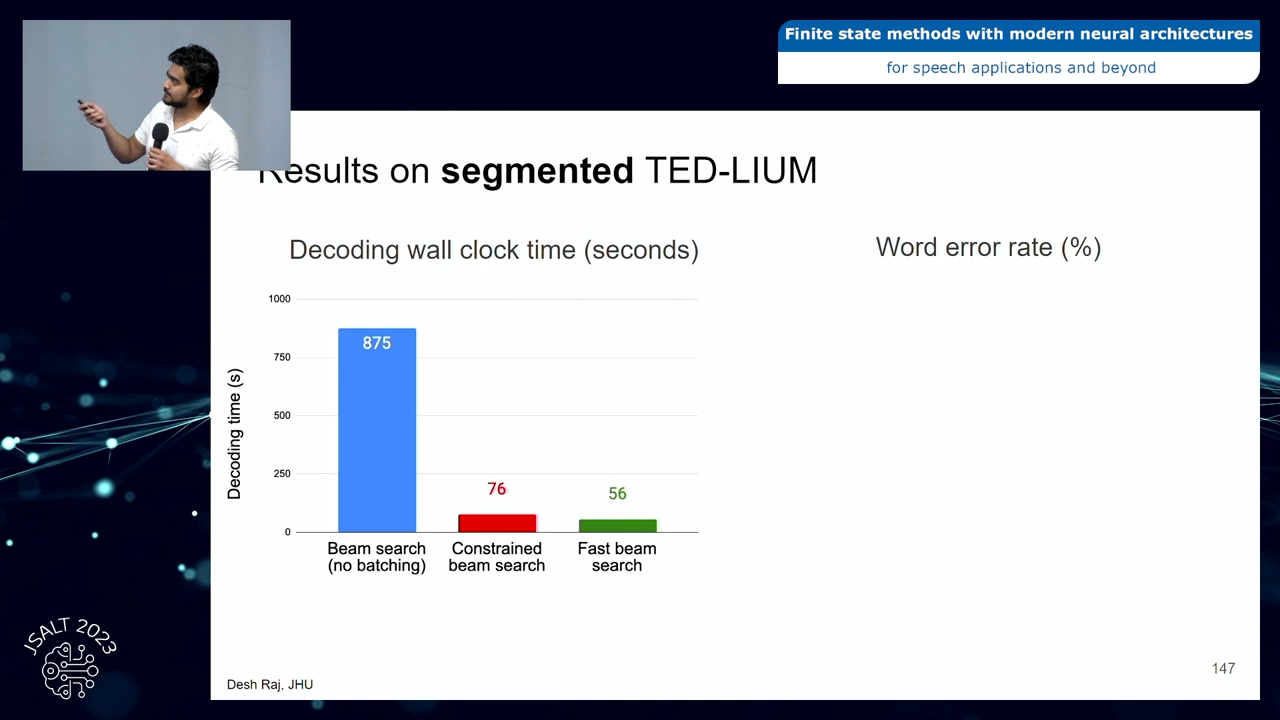 Finite state methods with modern neural architectures
for speech applications and beyond
Results on segmented TED-LIUM
Decoding wall clock time (seconds)
Word error rate (%)
Decoding time (s)
1000
750
500
250
0
875
76
56
Beam search
(no batching)
Constrained
beam search
Fast beam
search
JSALT 2023
Desh Raj, JHU
147